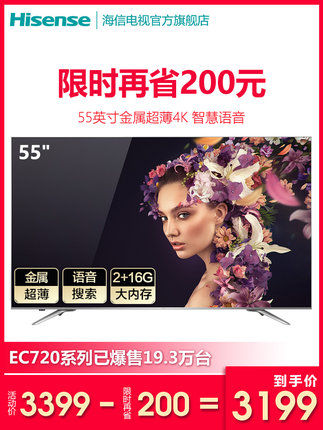 Hisense | 海信电视官方旗舰店
限时再省200元
55英寸金属超薄4K 智慧语音
55"
金属 语音 2+16G
超薄 搜索 大内存
EC720系列已爆售19.3万台
活动价 3399 - 限时再省 200 = 到手价 3199